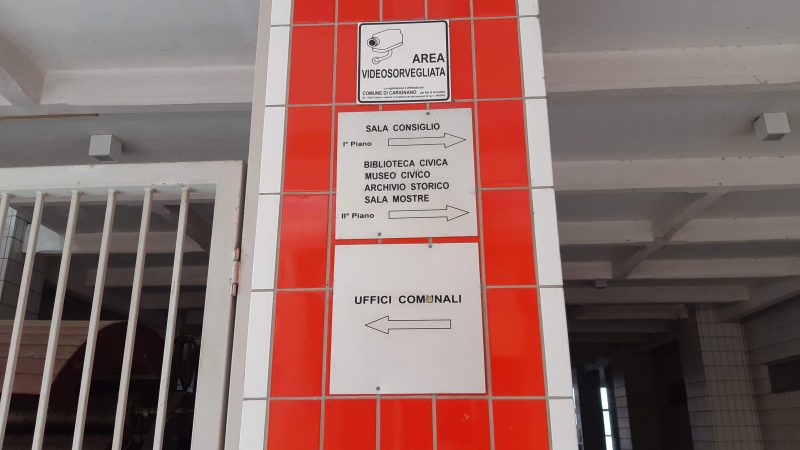 AREA
VIDEOSORVEGLIATA
COMUNE DI CARIGNANO
SALA CONSIGLIO
I° Piano
BIBLIOTECA CIVICA
MUSEO CIVICO
ARCHIVIO STORICO
SALA MOSTRE
II° Piano
UFFICI COMUNALI